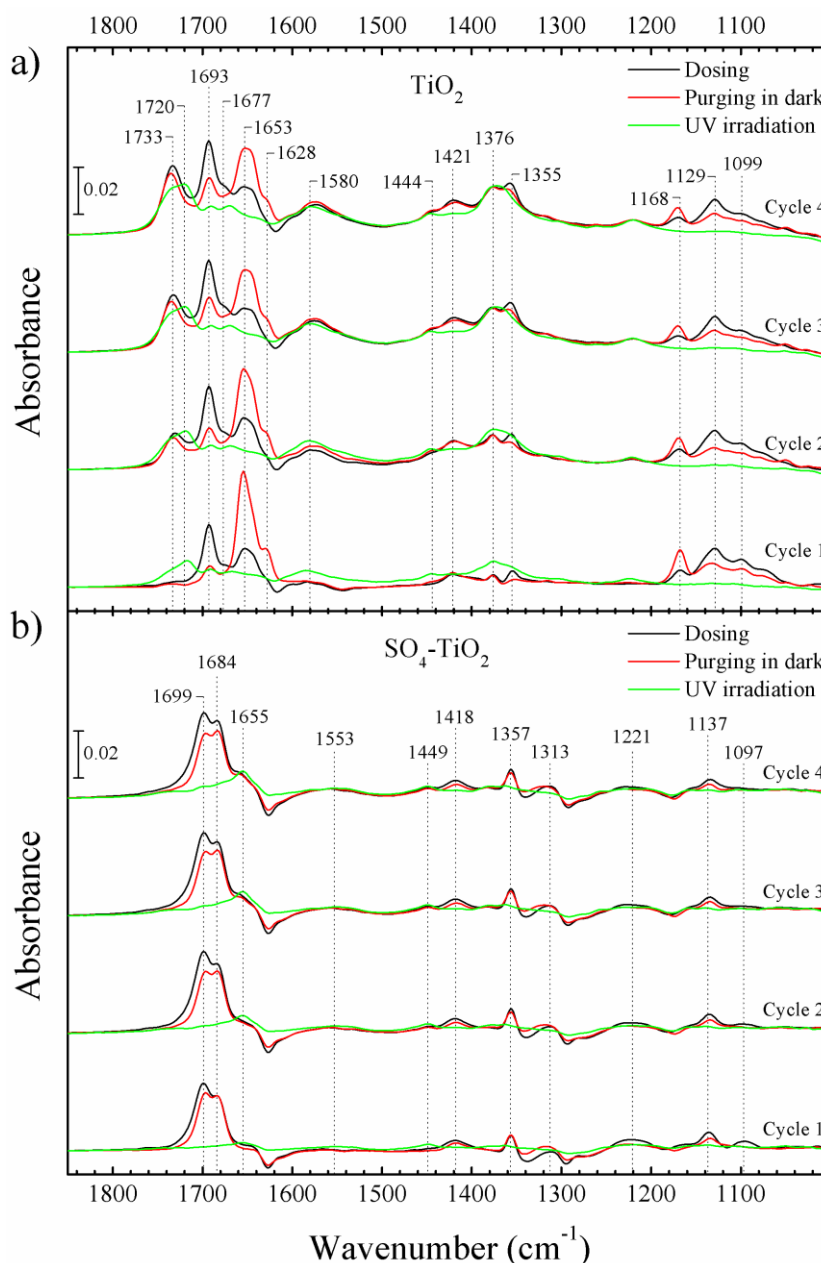 1800 1700 1600 1500 1400 1300 1200 1100
a)
TiO₂
Dosing
Purging in dark
UV irradiation
1693
1720
1677
1733
1653
1628
1580
1444
1421
1376
1355
1168
1129
1099
0.02
Cycle 4
Cycle 3
Cycle 2
Cycle 1
Absorbance
b)
SO₄-TiO₂
Dosing
Purging in dark
UV irradiation
1684
1699
1655
1553
1449
1418
1357
1313
1221
1137
1097
0.02
Cycle 4
Cycle 3
Cycle 2
Cycle 1
Absorbance
1800 1700 1600 1500 1400 1300 1200 1100
Wavenumber (cm⁻¹)